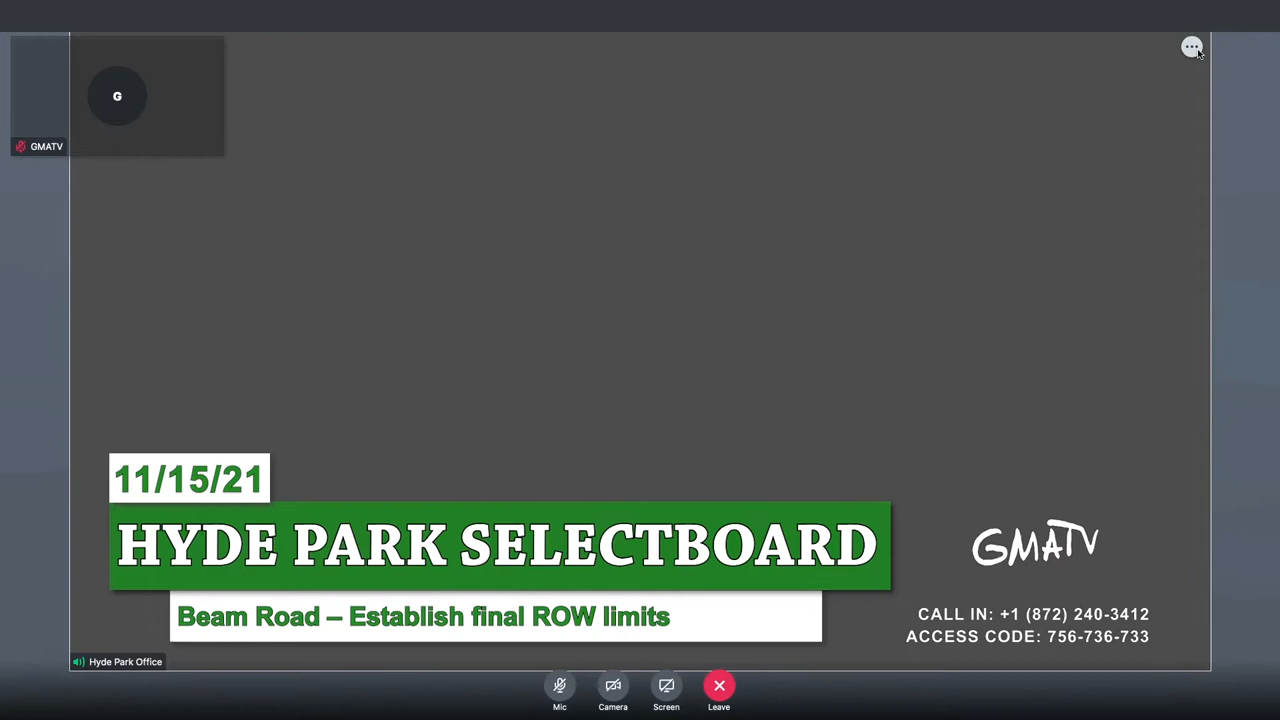 G
GMATV
11/15/21
HYDE PARK SELECTBOARD
Beam Road – Establish final ROW limits
GMATV
CALL IN: +1 (872) 240-3412
ACCESS CODE: 756-736-733
Hyde Park Office
Mic
Camera
Screen
Leave